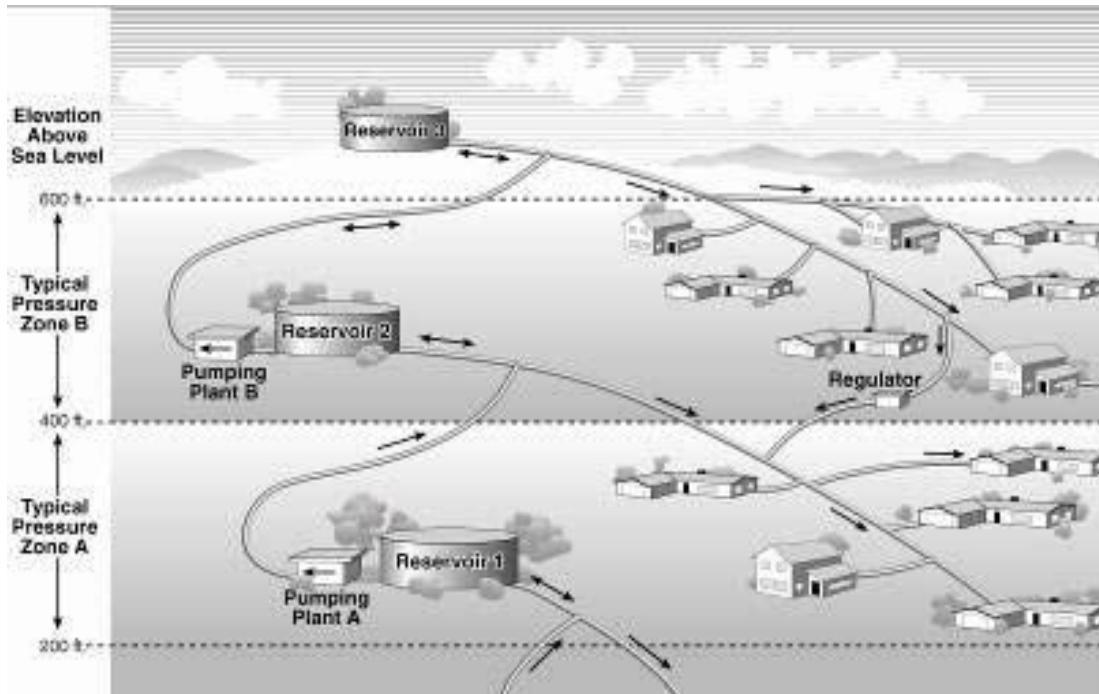 Elevation
Above
Sea Level
Reservoir 3
600 ft.
Typical
Pressure
Zone B
Reservoir 2
Pumping
Plant B
Regulator
400 ft.
Typical
Pressure
Zone A
Reservoir 1
Pumping
Plant A
200 ft.